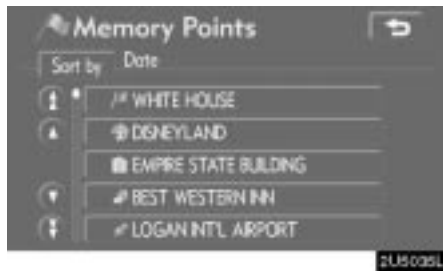 Memory Points
Sort by Date
WHITE HOUSE
DISNEYLAND
EMPIRE STATE BUILDING
BEST WESTERN INN
LOGAN INT'L AIRPORT
2U5035L